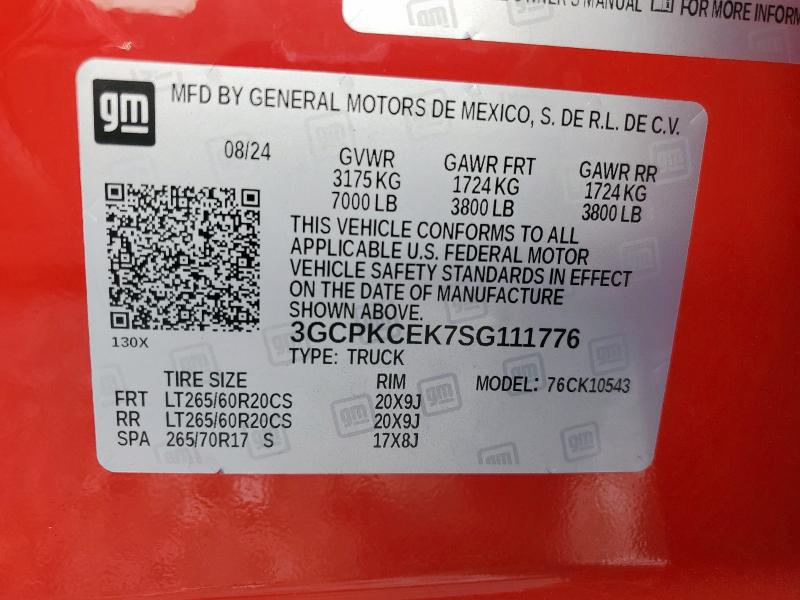 OWNER'S MANUAL FOR MORE INFORM
gm
MFD BY GENERAL MOTORS DE MEXICO, S. DE R.L. DE C.V.
08/24 GVWR GAWR FRT GAWR RR
3175 KG 1724 KG 1724 KG
7000 LB 3800 LB 3800 LB
THIS VEHICLE CONFORMS TO ALL
APPLICABLE U.S. FEDERAL MOTOR
VEHICLE SAFETY STANDARDS IN EFFECT
ON THE DATE OF MANUFACTURE
SHOWN ABOVE.
130X
3GCPKCEK7SG111776
TYPE: TRUCK
TIRE SIZE RIM MODEL: 76CK10543
FRT LT265/60R20CS 20X9J
RR LT265/60R20CS 20X9J
SPA 265/70R17 S 17X8J